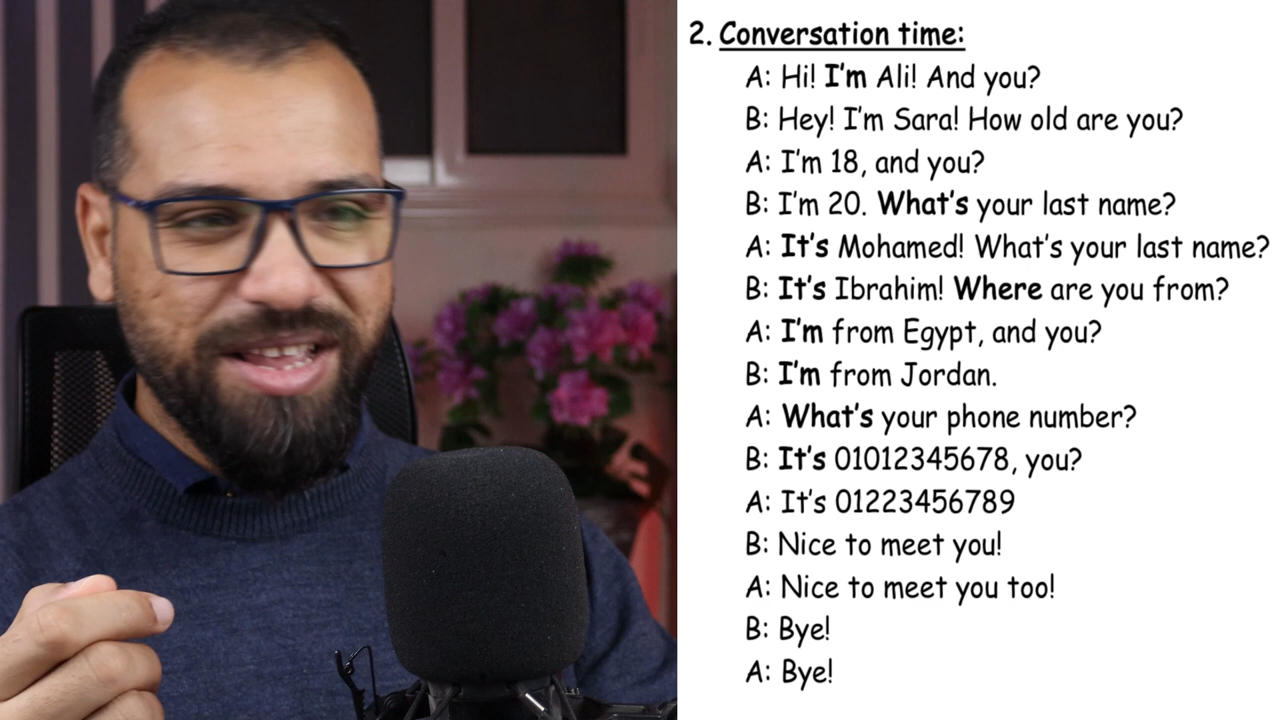 2. Conversation time:
A: Hi! I'm Ali! And you?
B: Hey! I'm Sara! How old are you?
A: I'm 18, and you?
B: I'm 20. What's your last name?
A: It's Mohamed! What's your last name?
B: It's Ibrahim! Where are you from?
A: I'm from Egypt, and you?
B: I'm from Jordan.
A: What's your phone number?
B: It's 01012345678, you?
A: It's 01223456789
B: Nice to meet you!
A: Nice to meet you too!
B: Bye!
A: Bye!